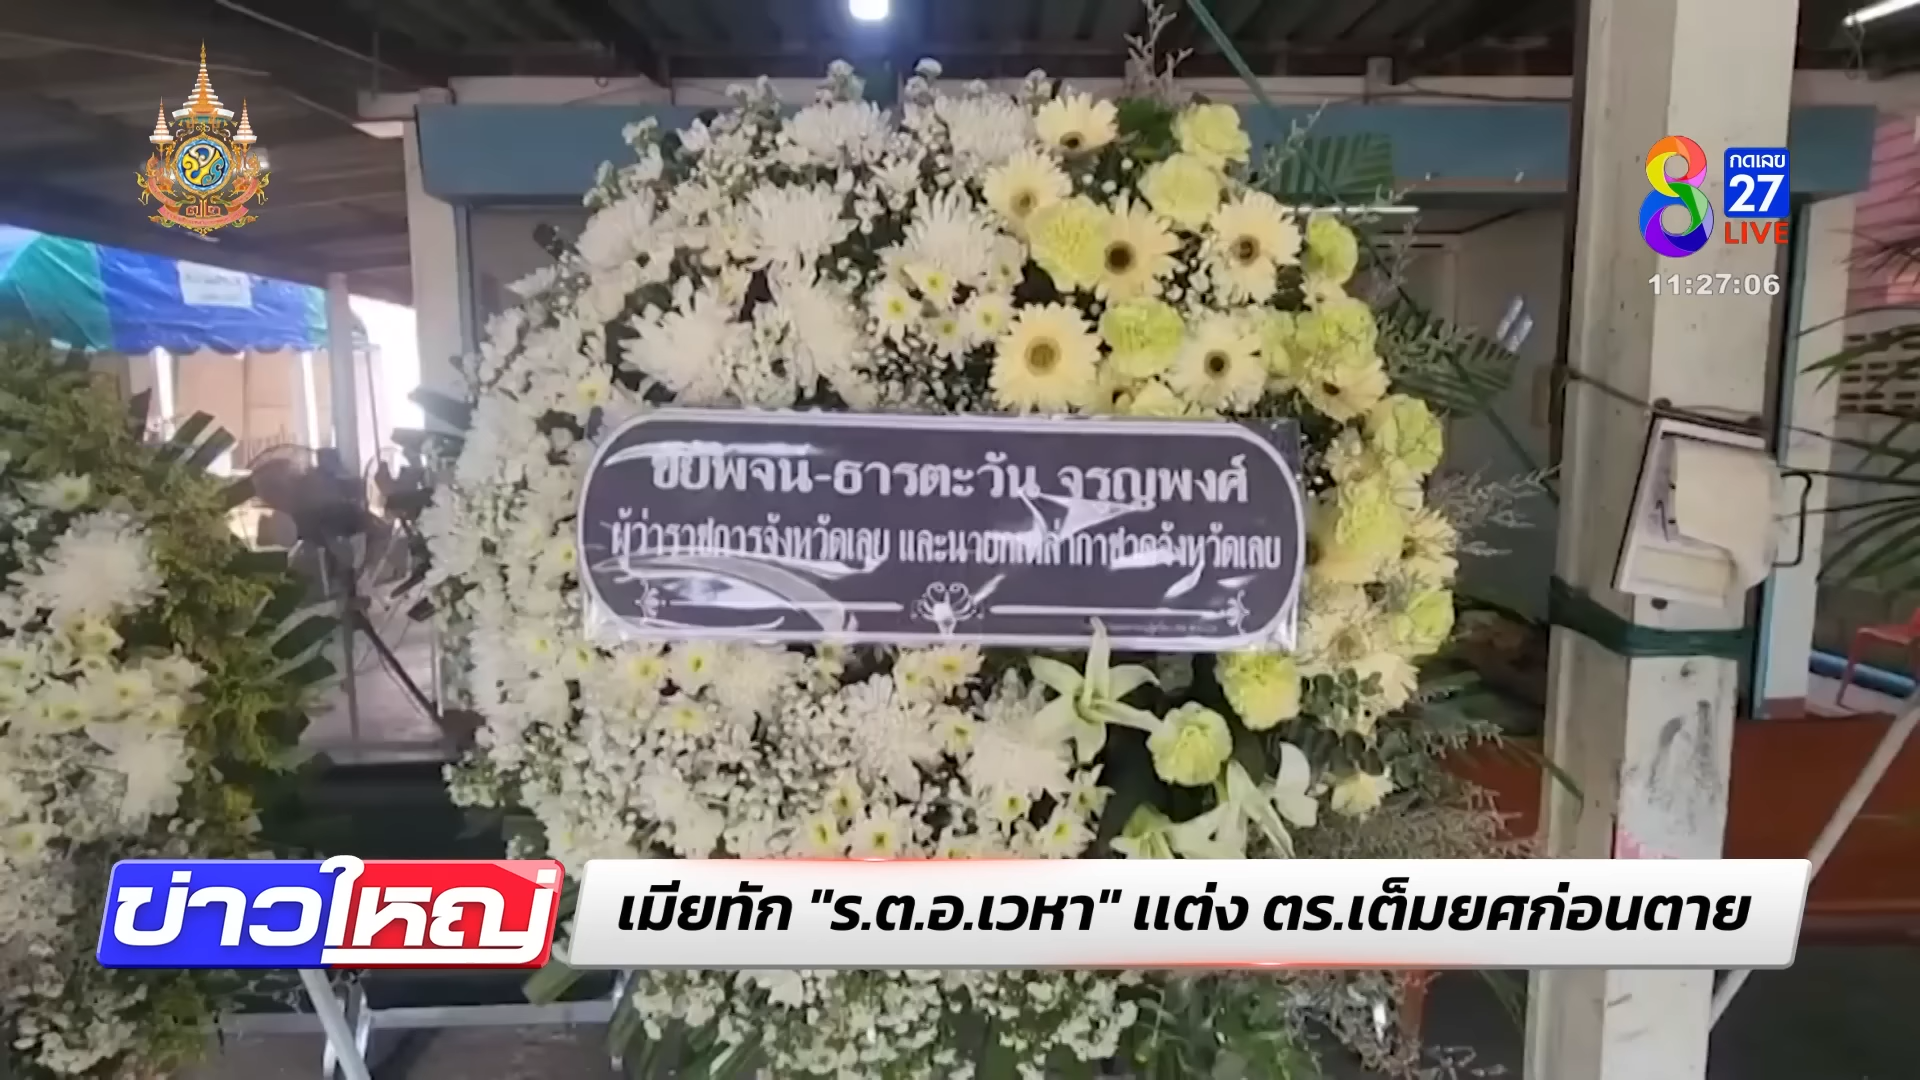 กดเลข
27
LIVE
11:27:06
ชัยพจน์-ธารตะวัน จรูญพงศ์
ผู้ว่าราชการจังหวัดเลย และนายกเหล่ากาชาดจังหวัดเลย
ข่าวใหญ่
เมียทัก "ร.ต.อ.เวหา" แต่ง ตร.เต็มยศก่อนตาย